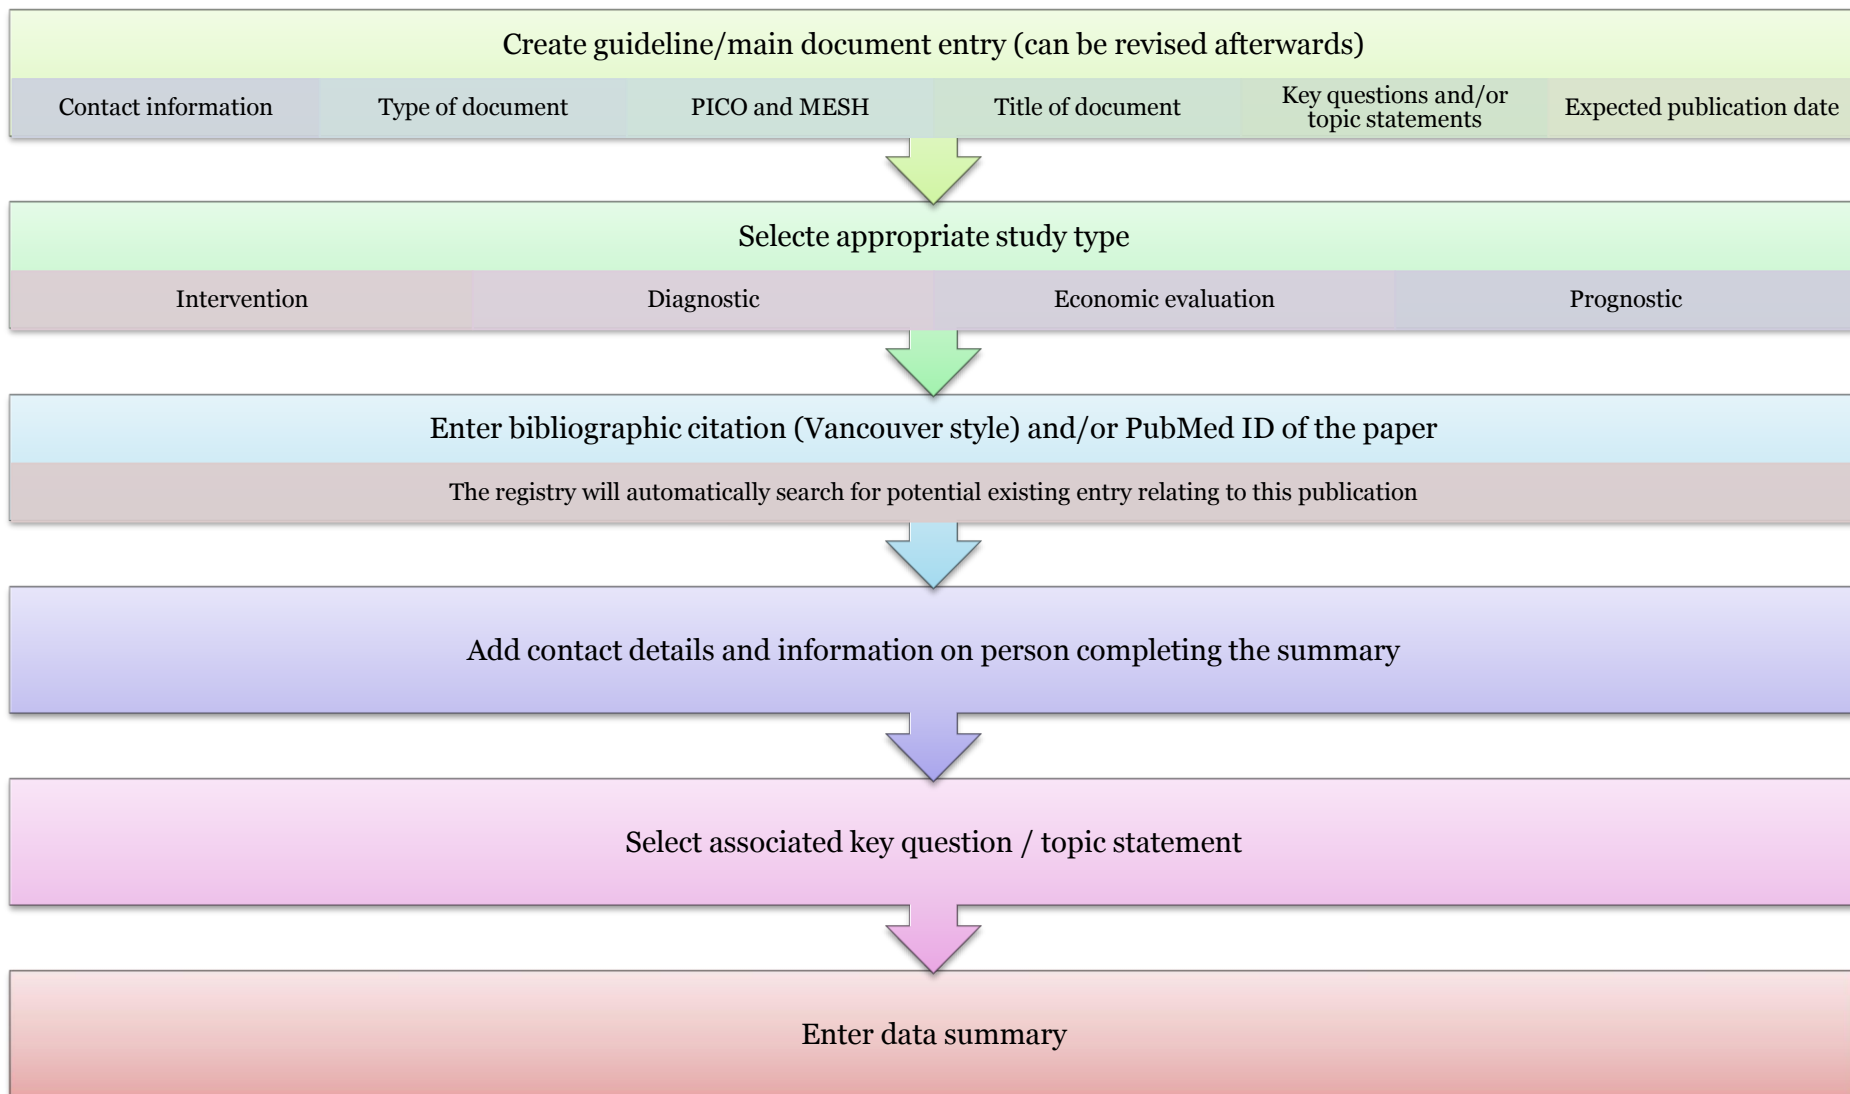 Create guideline/main document entry (can be revised afterwards)
Contact information
Type of document
PICO and MESH
Title of document
Key questions and/or
topic statements
Expected publication date
Selecte appropriate study type
Intervention
Diagnostic
Economic evaluation
Prognostic
Enter bibliographic citation (Vancouver style) and/or PubMed ID of the paper
The registry will automatically search for potential existing entry relating to this publication
Add contact details and information on person completing the summary
Select associated key question / topic statement
Enter data summary